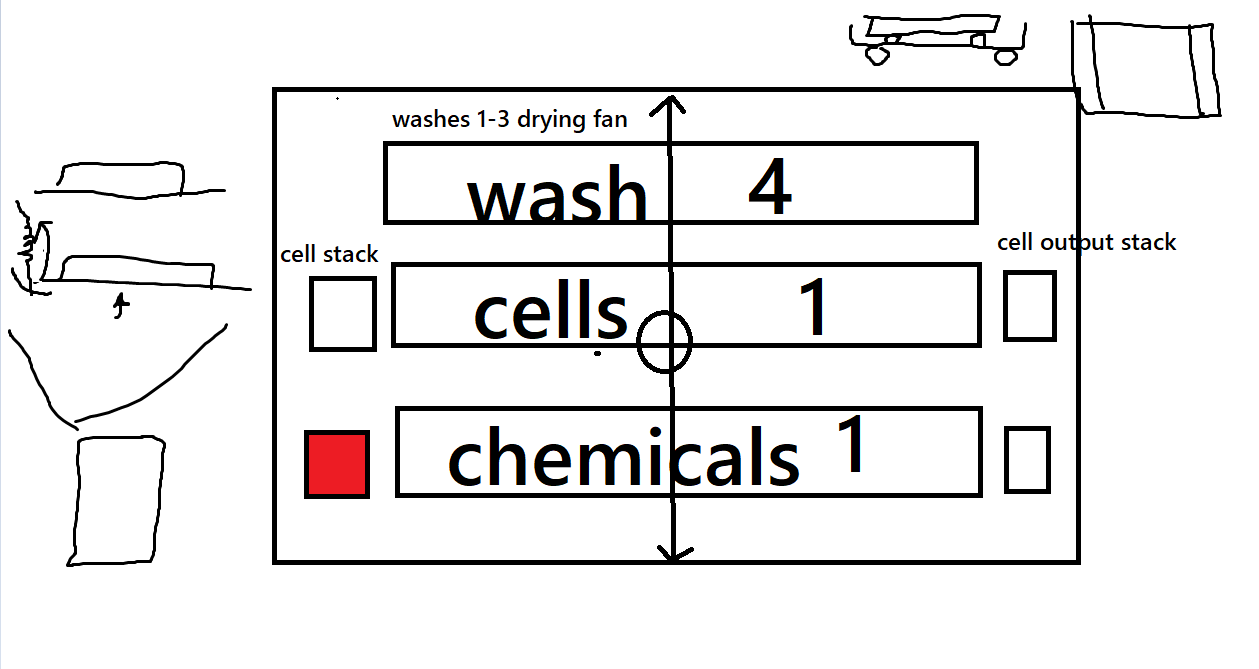 washes 1-3 drying fan
wash 4
cell stack
cell output stack
cells 1
chemicals 1